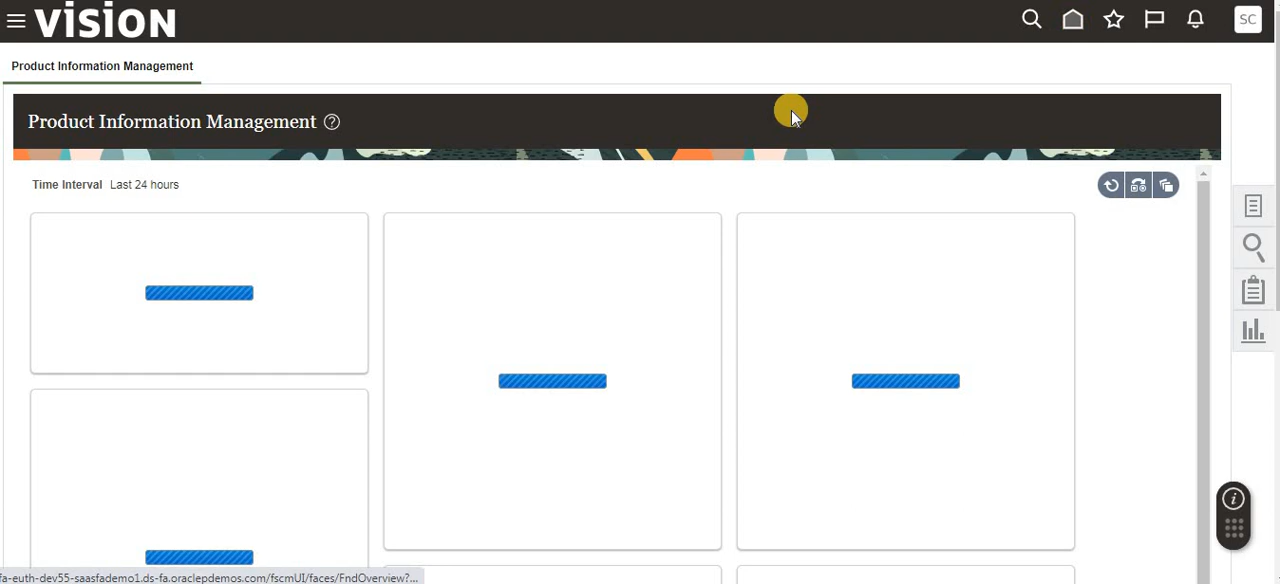 vision
SC
Product Information Management
Product Information Management ?
Time Interval Last 24 hours
i
fa-euth-dev55-saasfademo1.ds-fa.oraclepdemos.com/fscmUI/faces/FndOverview?...